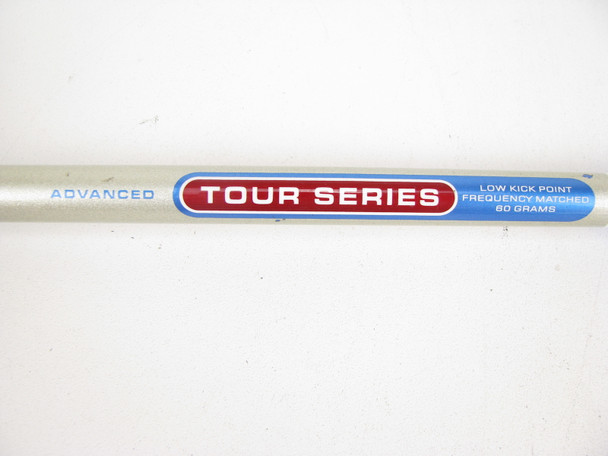 ADVANCED
TOUR SERIES
LOW KICK POINT
FREQUENCY MATCHED
60 GRAMS